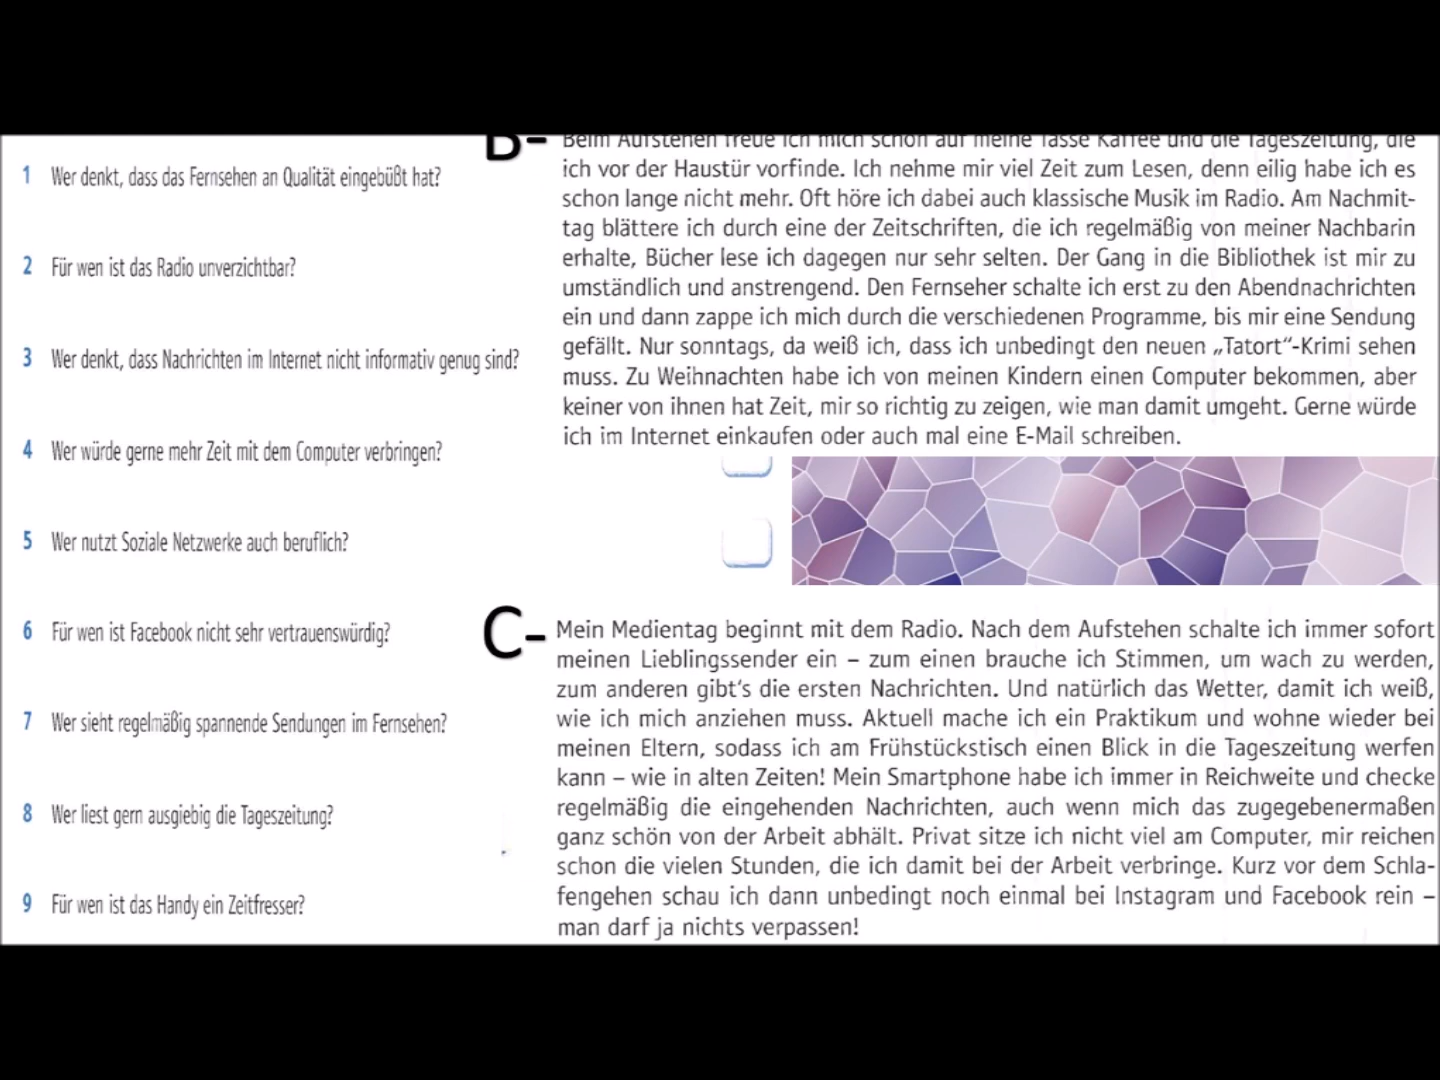 1 Wer denkt, dass das Fernsehen an Qualität eingebüßt hat?
2 Für wen ist das Radio unverzichtbar?
3 Wer denkt, dass Nachrichten im Internet nicht informativ genug sind?
4 Wer würde gerne mehr Zeit mit dem Computer verbringen?
5 Wer nutzt Soziale Netzwerke auch beruflich?
6 Für wen ist Facebook nicht sehr vertrauenswürdig?
7 Wer sieht regelmäßig spannende Sendungen im Fernsehen?
8 Wer liest gern ausgiebig die Tageszeitung?
9 Für wen ist das Handy ein Zeitfresser?
B- Beim Aufstehen freue ich mich schon auf meine Tasse Kaffee und die Tageszeitung, die
ich vor der Haustür vorfinde. Ich nehme mir viel Zeit zum Lesen, denn eilig habe ich es
schon lange nicht mehr. Oft höre ich dabei auch klassische Musik im Radio. Am Nachmit-
tag blättere ich durch eine der Zeitschriften, die ich regelmäßig von meiner Nachbarin
erhalte, Bücher lese ich dagegen nur sehr selten. Der Gang in die Bibliothek ist mir zu
umständlich und anstrengend. Den Fernseher schalte ich erst zu den Abendnachrichten
ein und dann zappe ich mich durch die verschiedenen Programme, bis mir eine Sendung
gefällt. Nur sonntags, da weiß ich, dass ich unbedingt den neuen „Tatort“-Krimi sehen
muss. Zu Weihnachten habe ich von meinen Kindern einen Computer bekommen, aber
keiner von ihnen hat Zeit, mir so richtig zu zeigen, wie man damit umgeht. Gerne würde
ich im Internet einkaufen oder auch mal eine E-Mail schreiben.
C- Mein Medientag beginnt mit dem Radio. Nach dem Aufstehen schalte ich immer sofort
meinen Lieblingssender ein – zum einen brauche ich Stimmen, um wach zu werden,
zum anderen gibt's die ersten Nachrichten. Und natürlich das Wetter, damit ich weiß,
wie ich mich anziehen muss. Aktuell mache ich ein Praktikum und wohne wieder bei
meinen Eltern, sodass ich am Frühstückstisch einen Blick in die Tageszeitung werfen
kann – wie in alten Zeiten! Mein Smartphone habe ich immer in Reichweite und checke
regelmäßig die eingehenden Nachrichten, auch wenn mich das zugegebenermaßen
ganz schön von der Arbeit abhält. Privat sitze ich nicht viel am Computer, mir reichen
schon die vielen Stunden, die ich damit bei der Arbeit verbringe. Kurz vor dem Schla-
fengehen schau ich dann unbedingt noch einmal bei Instagram und Facebook rein –
man darf ja nichts verpassen!